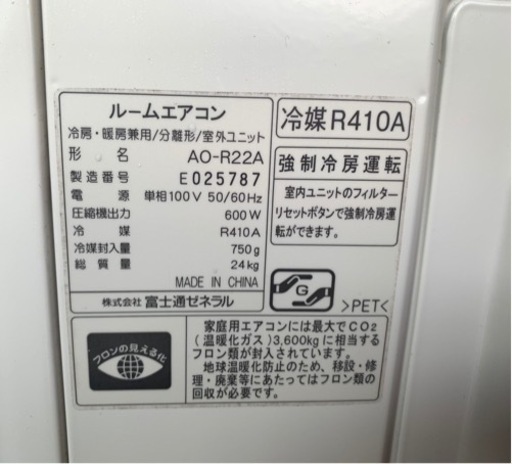 ルームエアコン
冷房・暖房兼用/分離形/室外ユニット
形 名 AO-R22A
製造番号 E025787
電 源 単相100V 50/60Hz
圧縮機出力 600W
冷 媒 R410A
冷媒封入量 750g
総 質 量 24kg
MADE IN CHINA
株式会社 富士通ゼネラル
冷媒R410A
強制冷房運転
室内ユニットのフィルター
リセットボタンで強制冷房運
転ができます。
G
>PET<
フロンの見える化
家庭用エアコンには最大でCO2
(温暖化ガス)3,600kgに相当する
フロン類が封入されています。
地球温暖化防止のため、移設・修
理・廃棄等にあたってはフロン類の
回収が必要です。